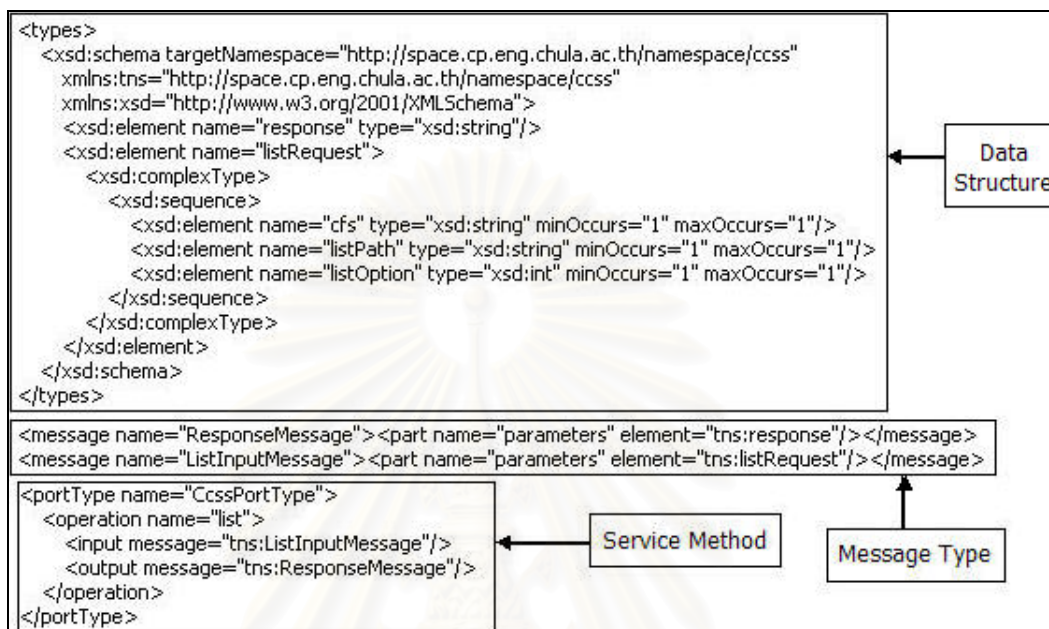 <types>
<xsd:schema targetNamespace="http://space.cp.eng.chula.ac.th/namespace/ccss"
xmlns:tns="http://space.cp.eng.chula.ac.th/namespace/ccss"
xmlns:xsd="http://www.w3.org/2001/XMLSchema">
<xsd:element name="response" type="xsd:string"/>
<xsd:element name="listRequest">
<xsd:complexType>
<xsd:sequence>
<xsd:element name="cfs" type="xsd:string" minOccurs="1" maxOccurs="1"/>
<xsd:element name="listPath" type="xsd:string" minOccurs="1" maxOccurs="1"/>
<xsd:element name="listOption" type="xsd:int" minOccurs="1" maxOccurs="1"/>
</xsd:sequence>
</xsd:complexType>
</xsd:element>
</xsd:schema>
</types>
Data
Structure
<message name="ResponseMessage"><part name="parameters" element="tns:response"/></message>
<message name="ListInputMessage"><part name="parameters" element="tns:listRequest"/></message>
<portType name="CcssPortType">
<operation name="list">
<input message="tns:ListInputMessage"/>
<output message="tns:ResponseMessage"/>
</operation>
</portType>
Service Method
Message Type